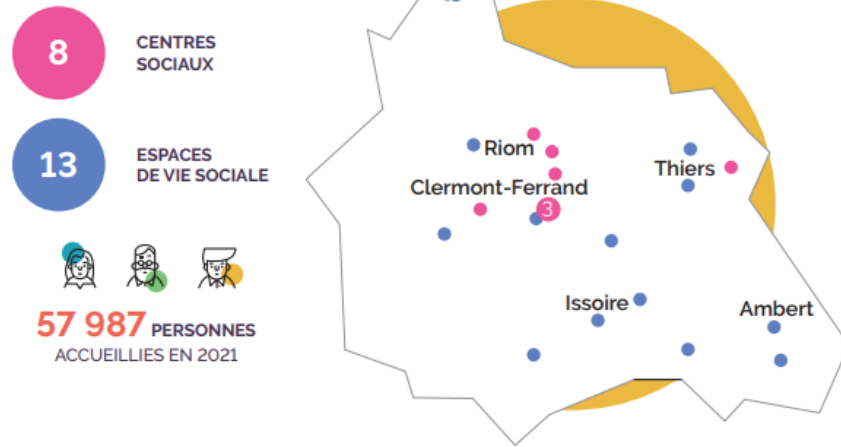 8
CENTRES
SOCIAUX
13
ESPACES
DE VIE SOCIALE
57 987 PERSONNES
ACCUEILLIES EN 2021
Riom
Clermont-Ferrand
3
Thiers
Issoire
Ambert